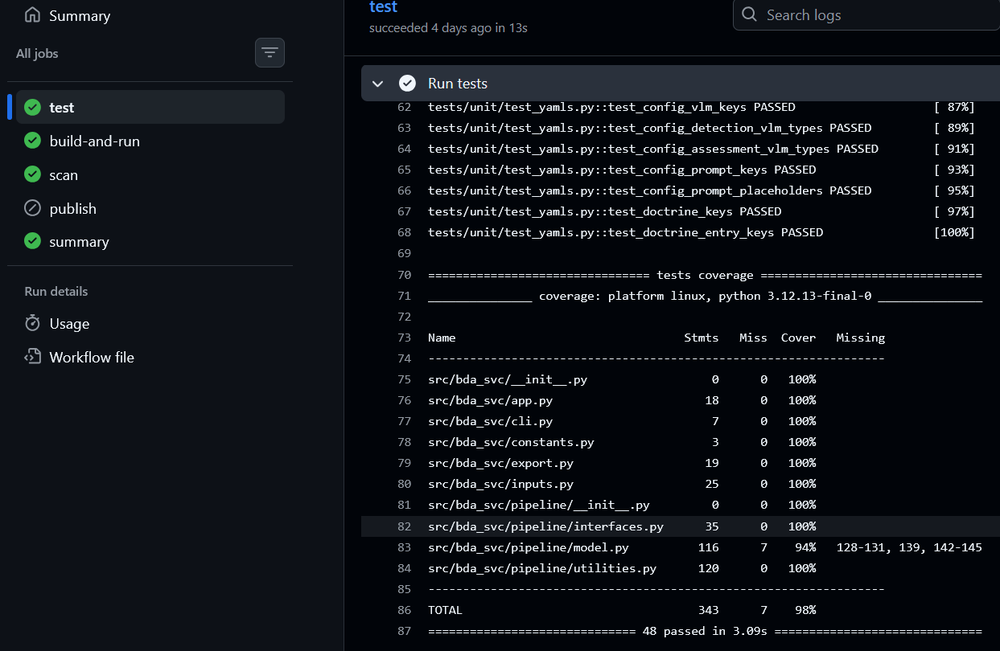 Summary
All jobs
test
build-and-run
scan
publish
summary
Run details
Usage
Workflow file
test
succeeded 4 days ago in 13s
Search logs
Run tests
62 tests/unit/test_yamls.py::test_config_vlm_keys PASSED [ 87%]
63 tests/unit/test_yamls.py::test_config_detection_vlm_types PASSED [ 89%]
64 tests/unit/test_yamls.py::test_config_assessment_vlm_types PASSED [ 91%]
65 tests/unit/test_yamls.py::test_config_prompt_keys PASSED [ 93%]
66 tests/unit/test_yamls.py::test_config_prompt_placeholders PASSED [ 95%]
67 tests/unit/test_yamls.py::test_doctrine_keys PASSED [ 97%]
68 tests/unit/test_yamls.py::test_doctrine_entry_keys PASSED [100%]
69
70 ================================ tests coverage ================================
71 _______________ coverage: platform linux, python 3.12.13-final-0 _______________
72
73 Name Stmts Miss Cover Missing
74 ------------------------------------------------------------------
75 src/bda_svc/__init__.py 0 0 100%
76 src/bda_svc/app.py 18 0 100%
77 src/bda_svc/cli.py 7 0 100%
78 src/bda_svc/constants.py 3 0 100%
79 src/bda_svc/export.py 19 0 100%
80 src/bda_svc/inputs.py 25 0 100%
81 src/bda_svc/pipeline/__init__.py 0 0 100%
82 src/bda_svc/pipeline/interfaces.py 35 0 100%
83 src/bda_svc/pipeline/model.py 116 7 94% 128-131, 139, 142-145
84 src/bda_svc/pipeline/utilities.py 120 0 100%
85 ------------------------------------------------------------------
86 TOTAL 343 7 98%
87 ============================== 48 passed in 3.09s ==============================